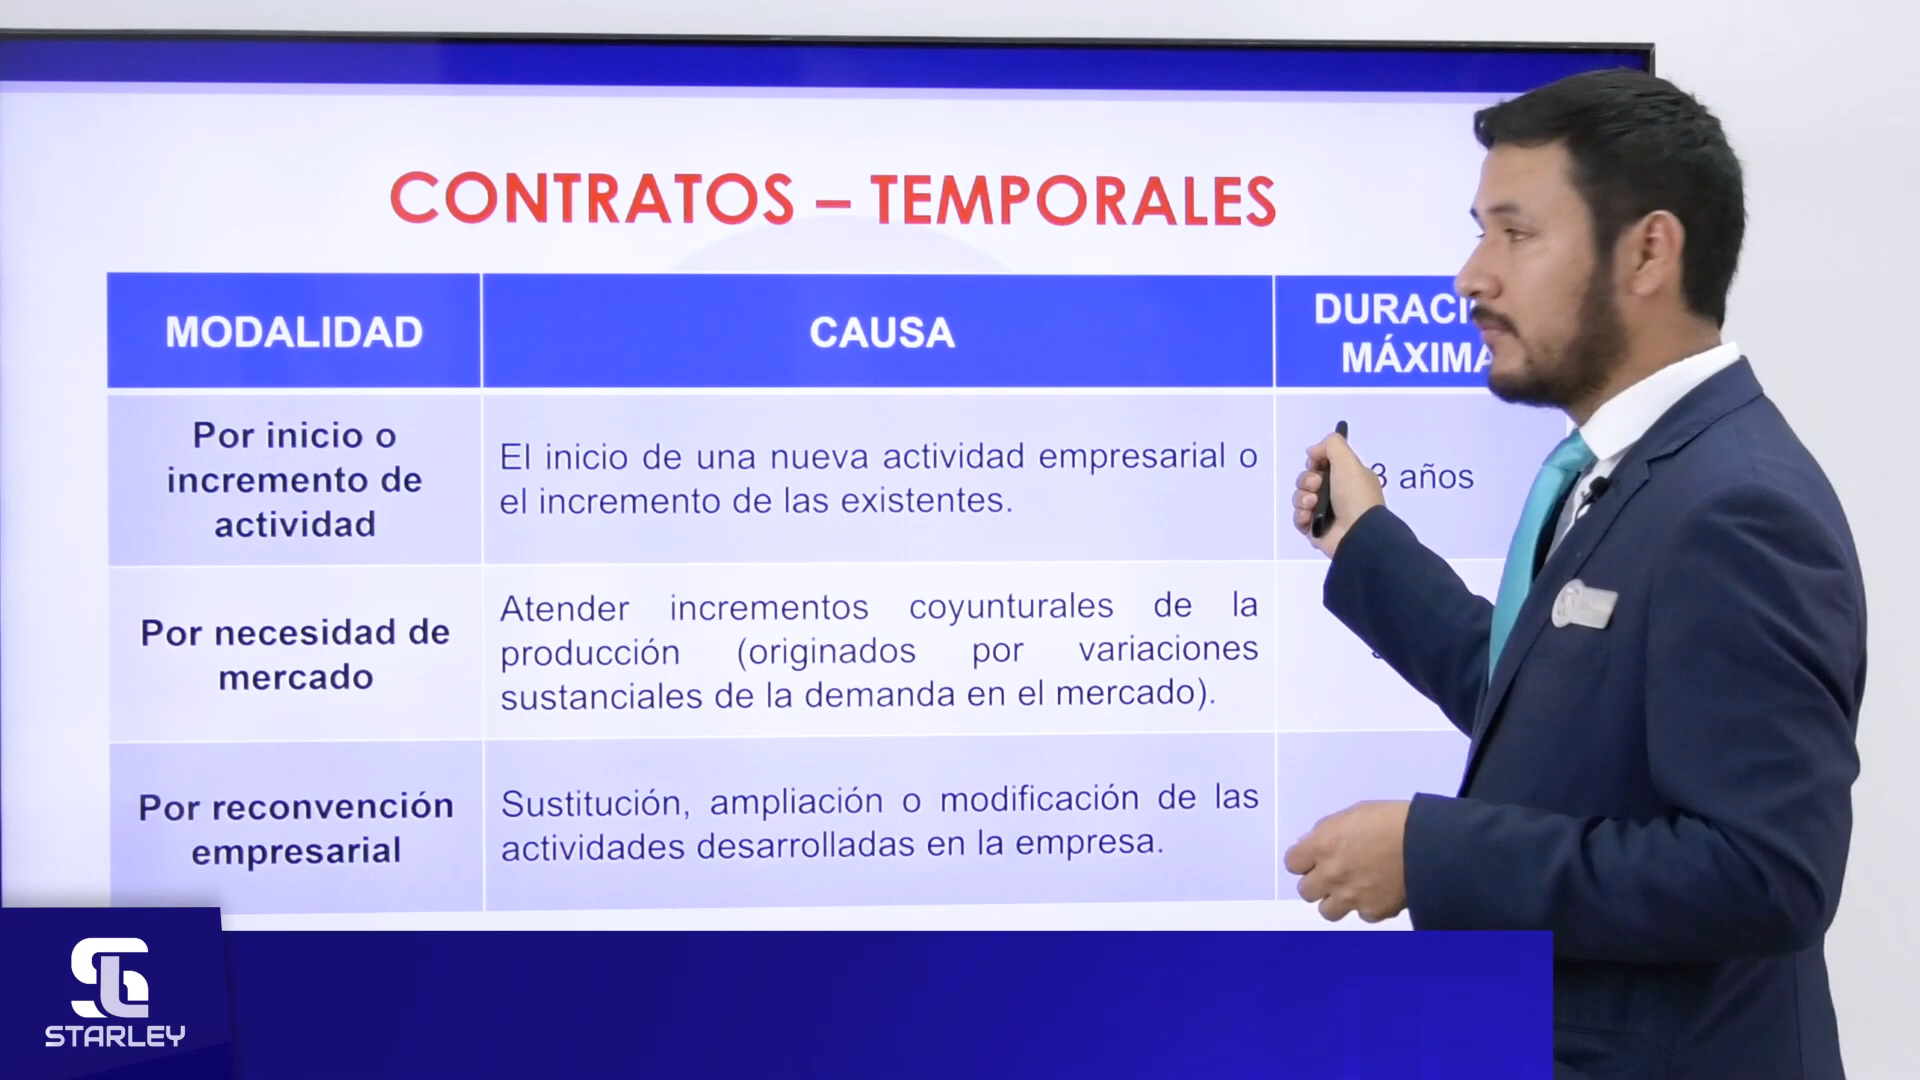 CONTRATOS – TEMPORALES
MODALIDAD
CAUSA
MÁXIMA
Por inicio o
incremento de
actividad
El inicio de una nueva actividad empresarial o
el incremento de las existentes.
3 años
Por necesidad de
mercado
Atender incrementos coyunturales de la
producción (originados por variaciones
sustanciales de la demanda en el mercado).
Por reconvención
empresarial
Sustitución, ampliación o modificación de las
actividades desarrolladas en la empresa.
STARLEY